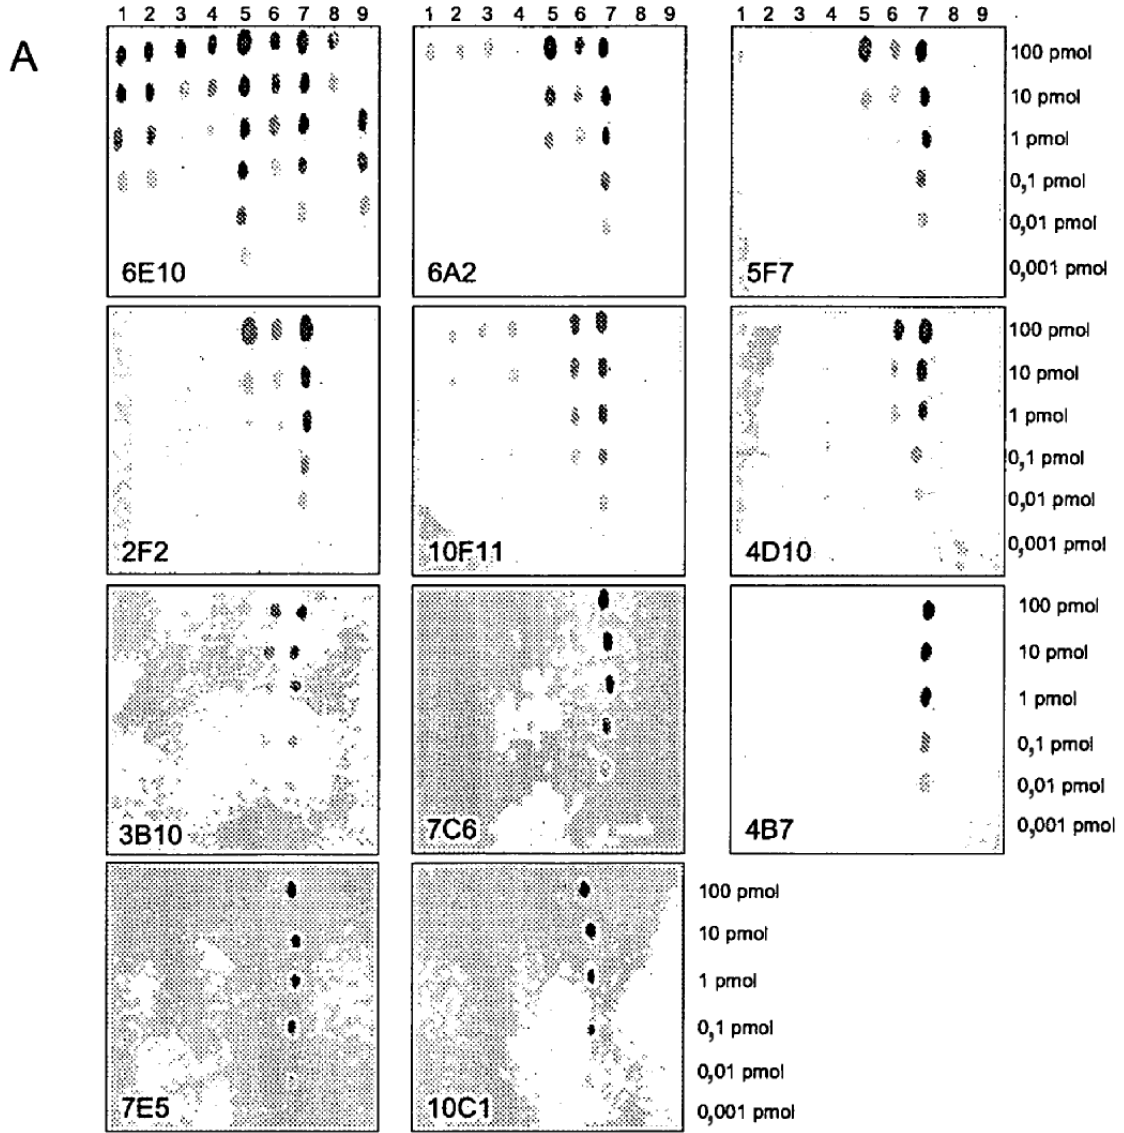 A
1 2 3 4 5 6 7 8 9
1 2 3 4 5 6 7 8 9
1 2 3 4 5 6 7 8 9
100 pmol
10 pmol
1 pmol
0,1 pmol
0,01 pmol
0,001 pmol
6E10
6A2
5F7
100 pmol
10 pmol
1 pmol
0,1 pmol
0,01 pmol
0,001 pmol
2F2
10F11
4D10
100 pmol
10 pmol
1 pmol
0,1 pmol
0,01 pmol
0,001 pmol
3B10
7C6
4B7
100 pmol
10 pmol
1 pmol
0,1 pmol
0,01 pmol
0,001 pmol
7E5
10C1